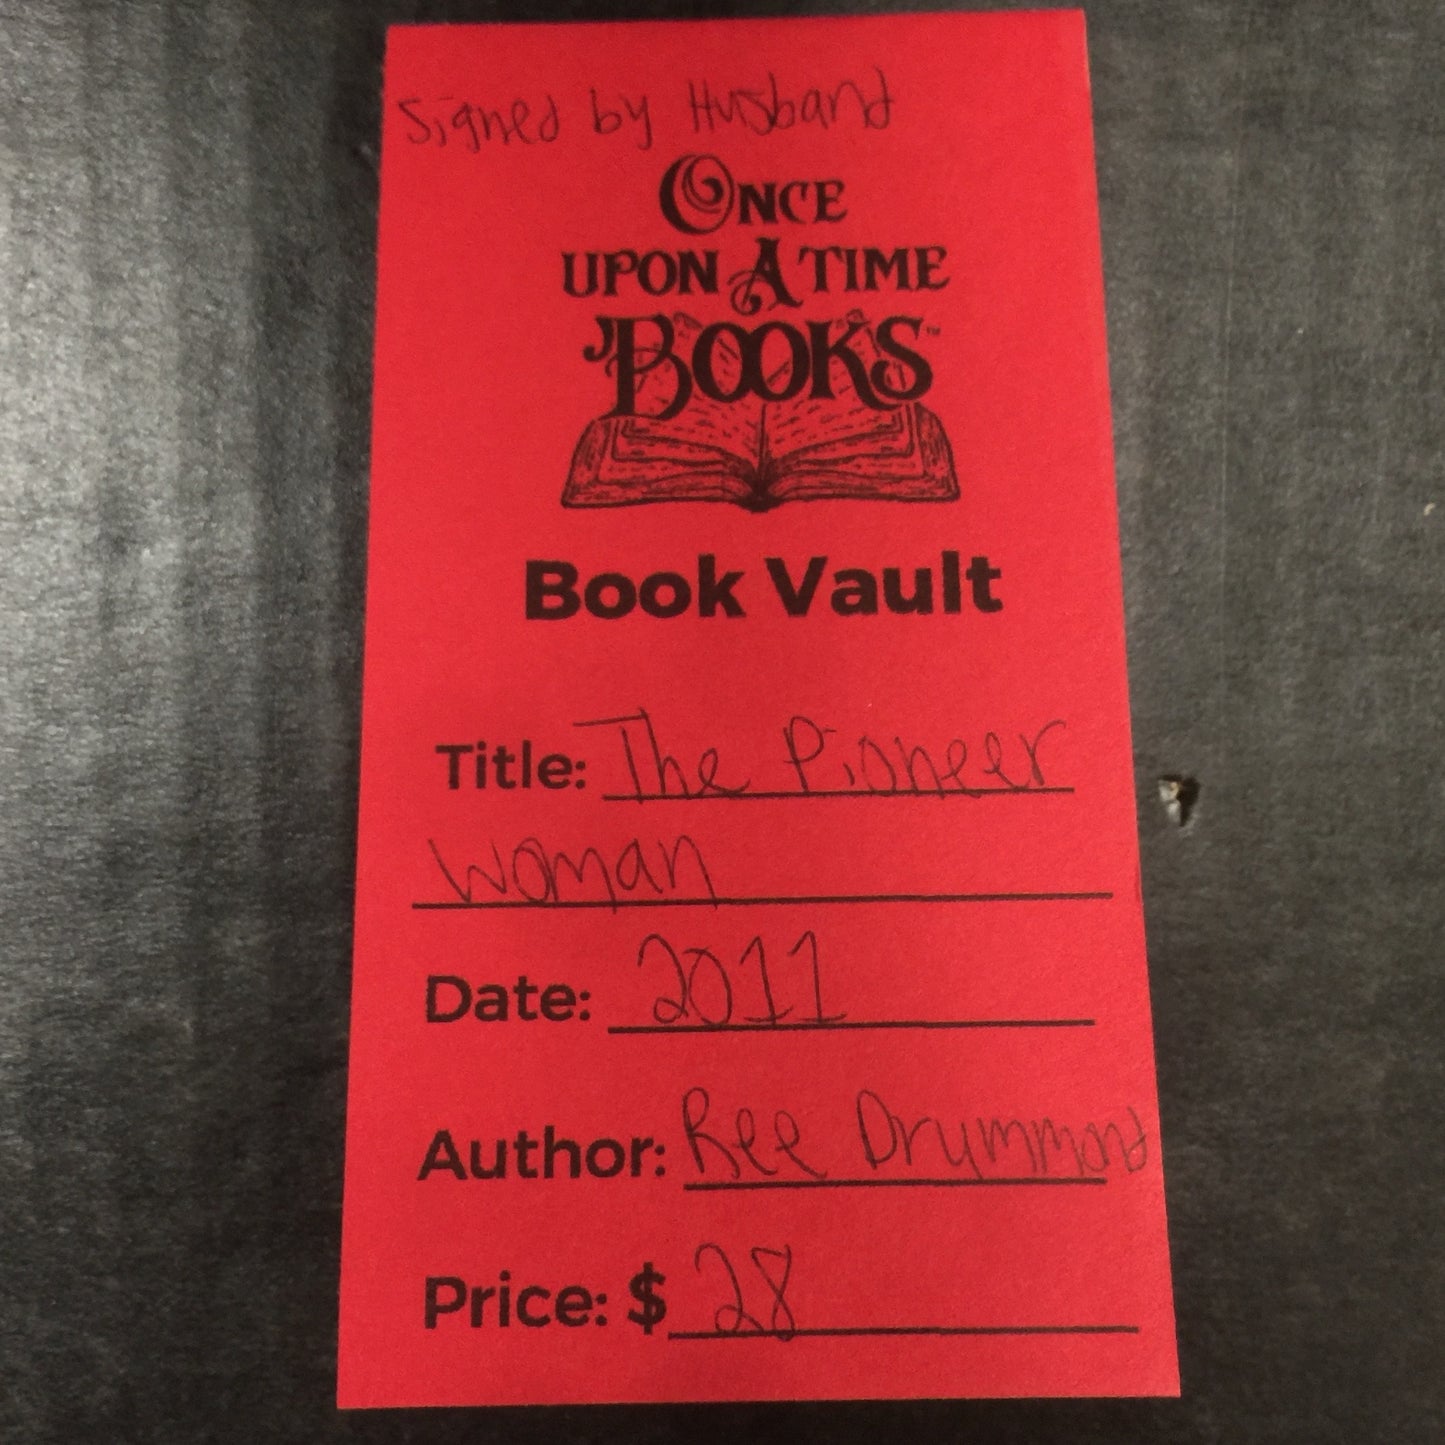 Signed by Husband
ONCE
UPON A TIME
BOOKS™
Book Vault
Title: The Pioneer
Woman
Date: 2011
Author: Ree Drummond
Price: $ 28